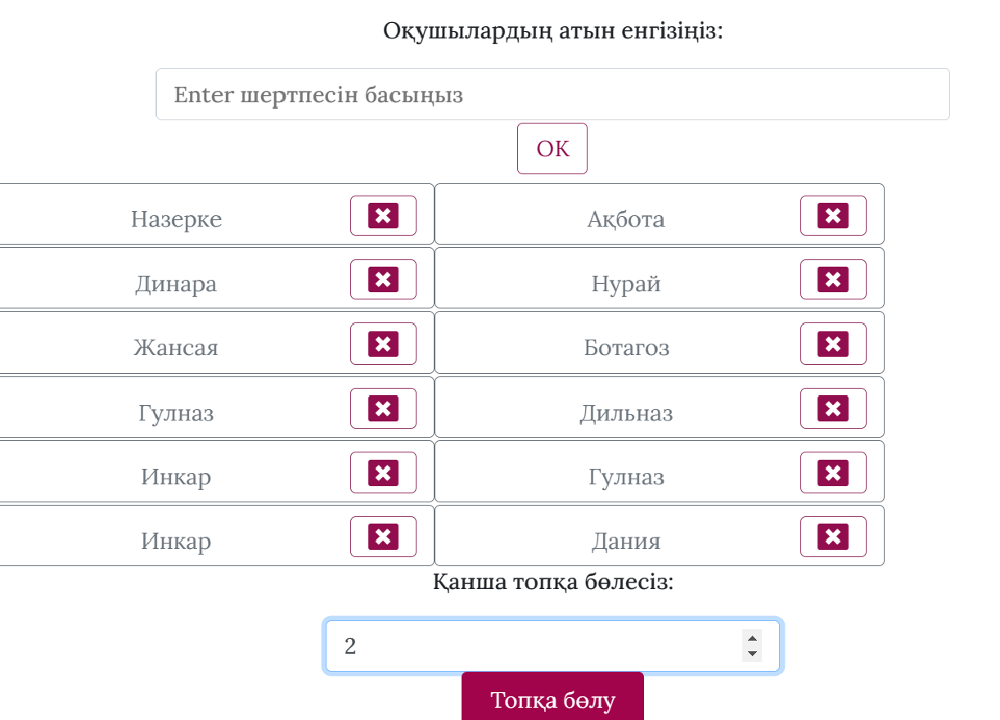 Оқушылардың атын енгізіңіз:
Enter шертпесін басыңыз
OK
Назерке Ақбота
Динара Нурай
Жансая Ботагоз
Гулназ Дильназ
Инкар Гулназ
Инкар Дания
Қанша топқа бөлесіз:
2
Топқа бөлу